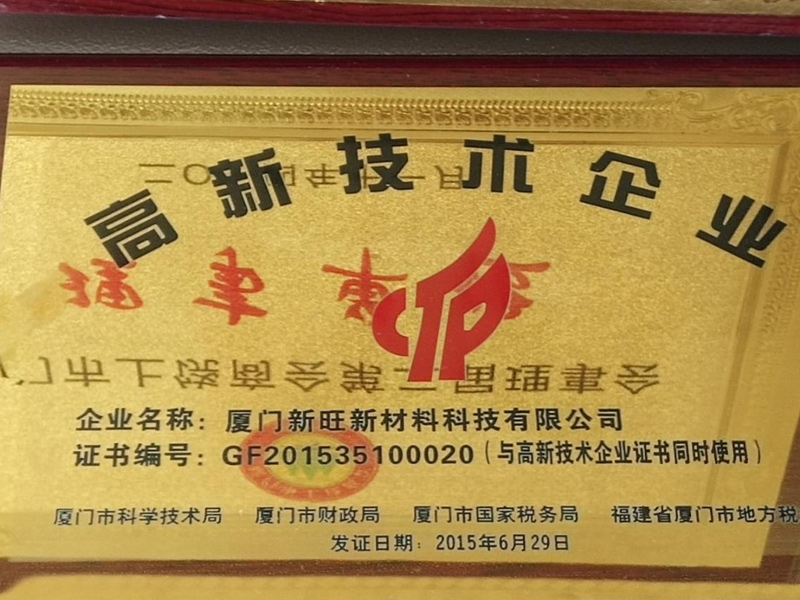 高新技术企业
企业名称：厦门新旺新材料科技有限公司
证书编号：GF201535100020（与高新技术企业证书同时使用）
厦门市科学技术局 厦门市财政局 厦门市国家税务局 福建省厦门市地方税
发证日期：2015年6月29日